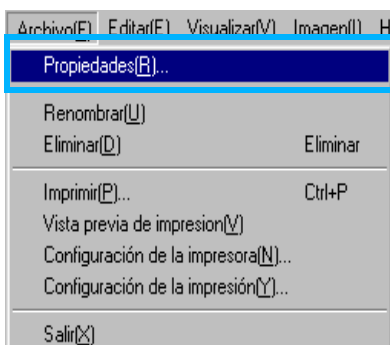 Archivo(F) Editar(E) Visualizar(V) Imagen(I) H
Propiedades(R)...
Renombrar(U)
Eliminar(D) Eliminar
Imprimir(P)... Ctrl+P
Vista previa de impresion(V)
Configuración de la impresora(N)...
Configuración de la impresión(Y)...
Salir(X)